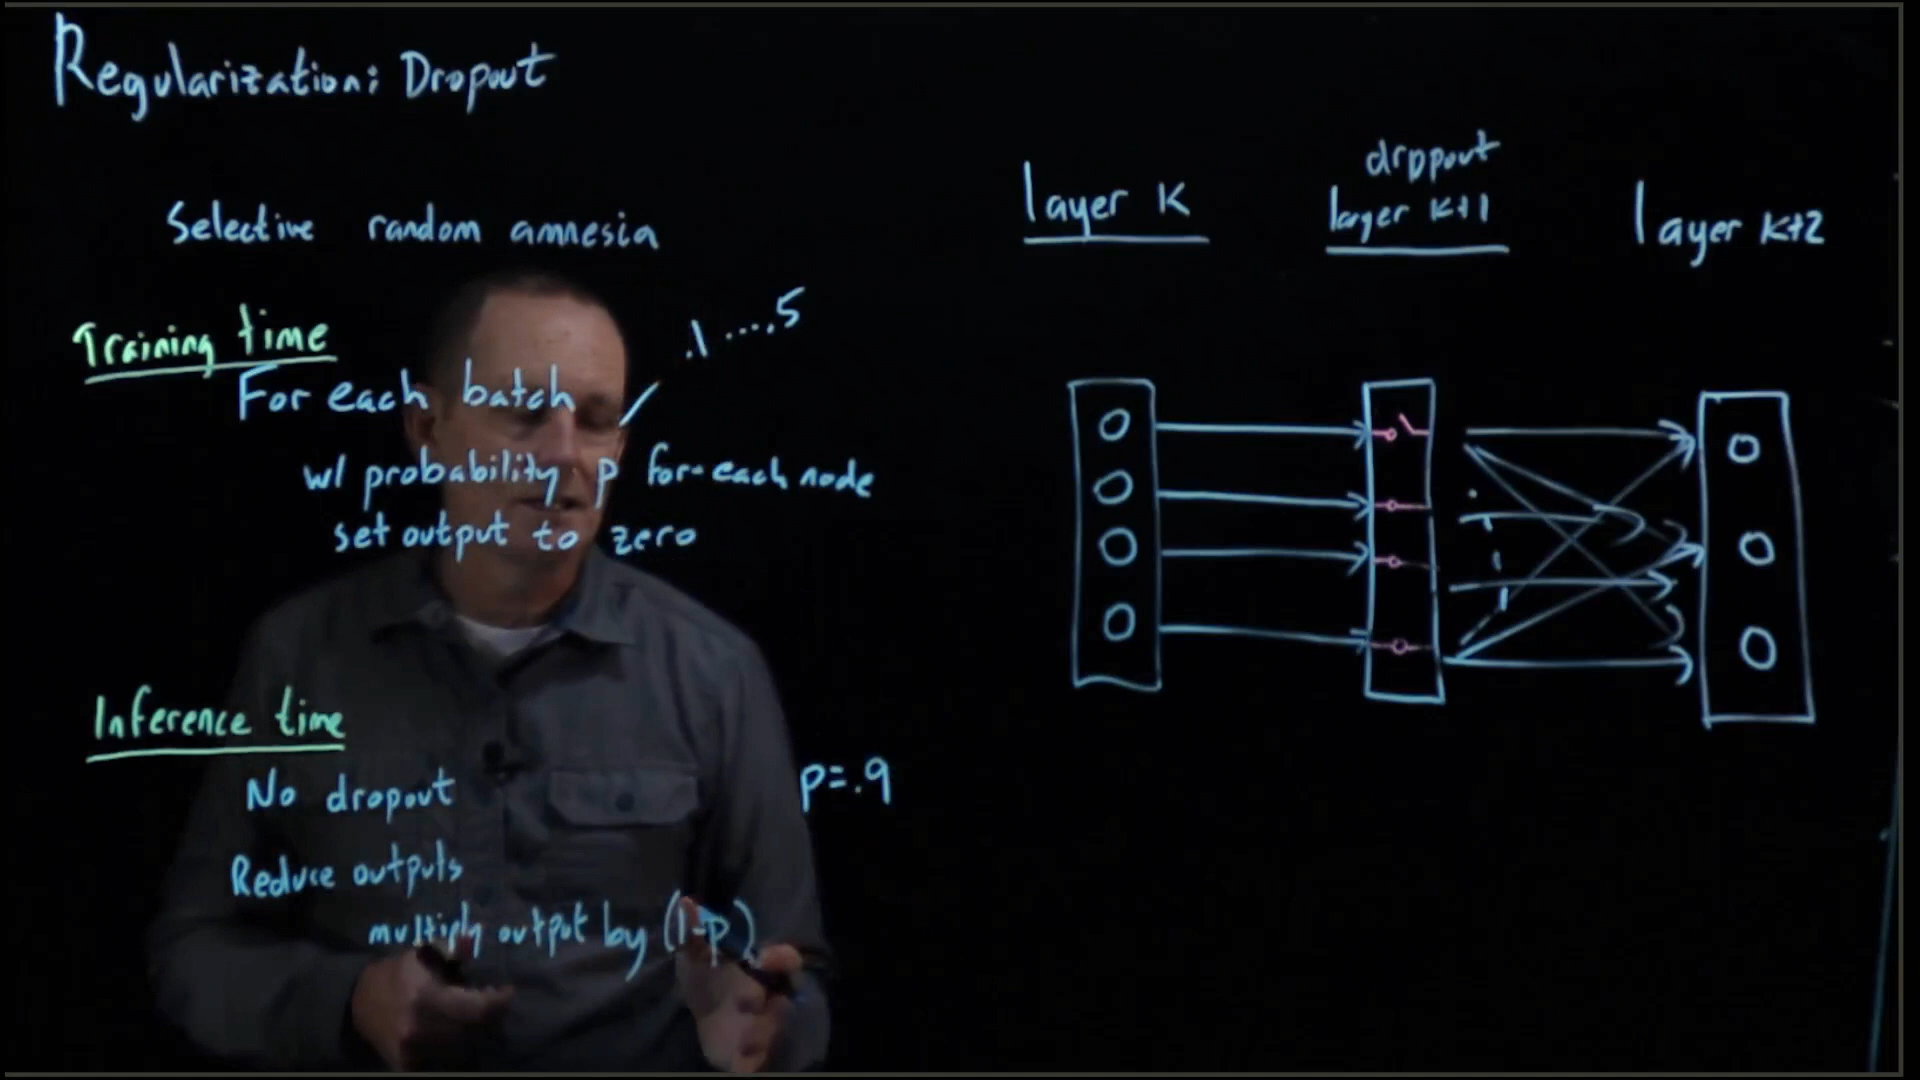 Regularization: Dropout
Selective random amnesia
Training time
.1 ....5
For each batch
w/ probability p for each node
set output to zero
Inference time
No dropout
p=.9
Reduce outputs
multiply output by (1-p)
layer K
dropout
layer K+1
layer K+2